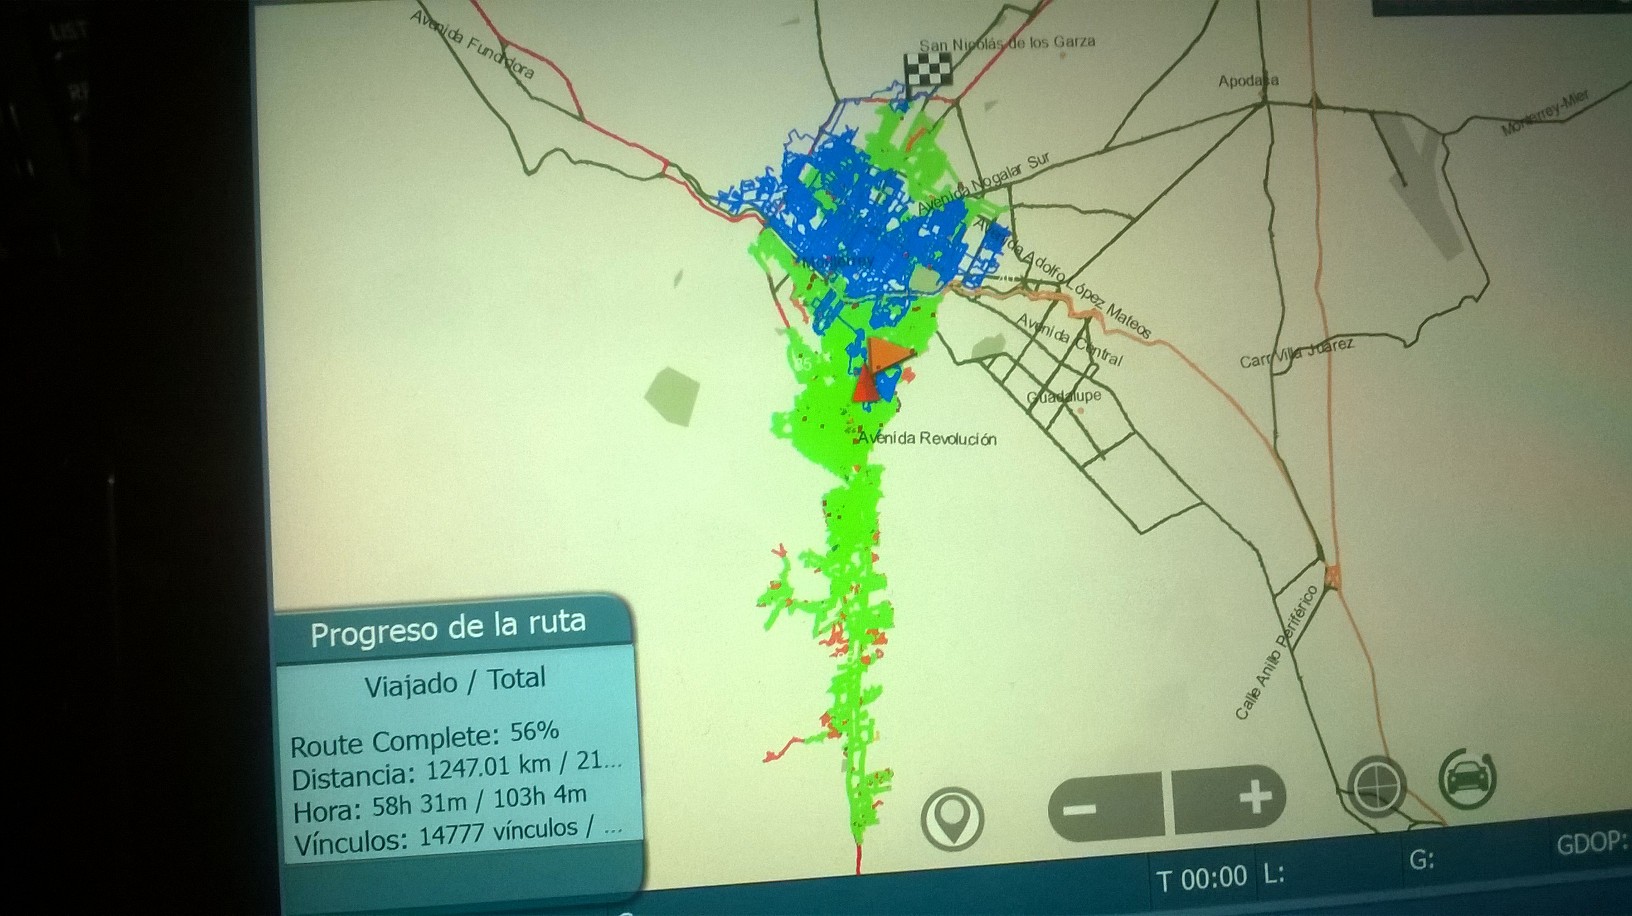 Avenida Fundidora
San Nicolás de los Garza
Apodaca
Monterrey-Mier
Avenida Nogalar Sur
Avenida Adolfo López Mateos
Monterrey
Avenida Central
Carr Villa Juárez
Guadalupe
Avenida Revolución
Calle Anillo Periférico
Progreso de la ruta
Viajado / Total
Route Complete: 56%
Distancia: 1247.01 km / 21...
Hora: 58h 31m / 103h 4m
Vínculos: 14777 vínculos / ...
T 00:00 L: G: GDOP: